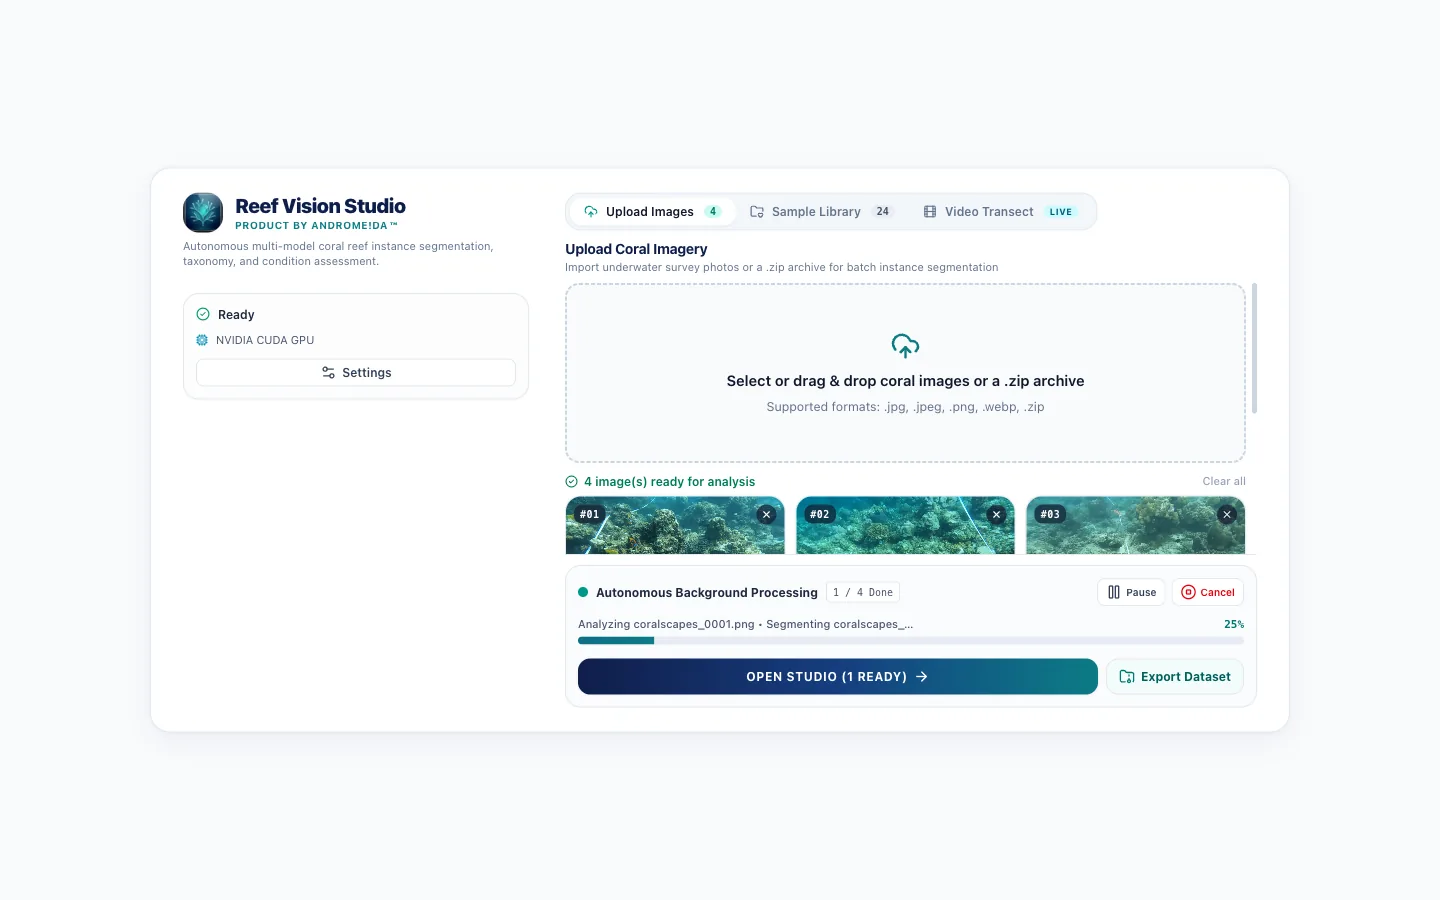 Reef Vision Studio
PRODUCT BY ANDROME!DA™
Autonomous multi-model coral reef instance segmentation,
taxonomy, and condition assessment.
Ready
NVIDIA CUDA GPU
Settings
Upload Images 4
Sample Library 24
Video Transect LIVE
Upload Coral Imagery
Import underwater survey photos or a .zip archive for batch instance segmentation
Select or drag & drop coral images or a .zip archive
Supported formats: .jpg, .jpeg, .png, .webp, .zip
4 image(s) ready for analysis
Clear all
#01
#02
#03
Autonomous Background Processing 1 / 4 Done
Pause
Cancel
Analyzing coralscapes_0001.png • Segmenting coralscapes_...
25%
OPEN STUDIO (1 READY) →
Export Dataset